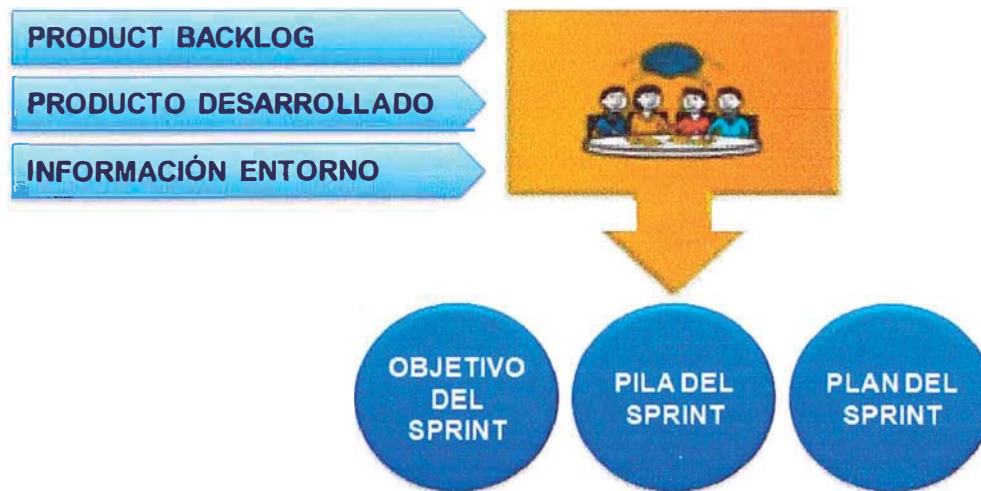 PRODUCT BACKLOG
PRODUCTO DESARROLLADO
INFORMACIÓN ENTORNO
OBJETIVO
DEL
SPRINT
PILA DEL
SPRINT
PLAN DEL
SPRINT